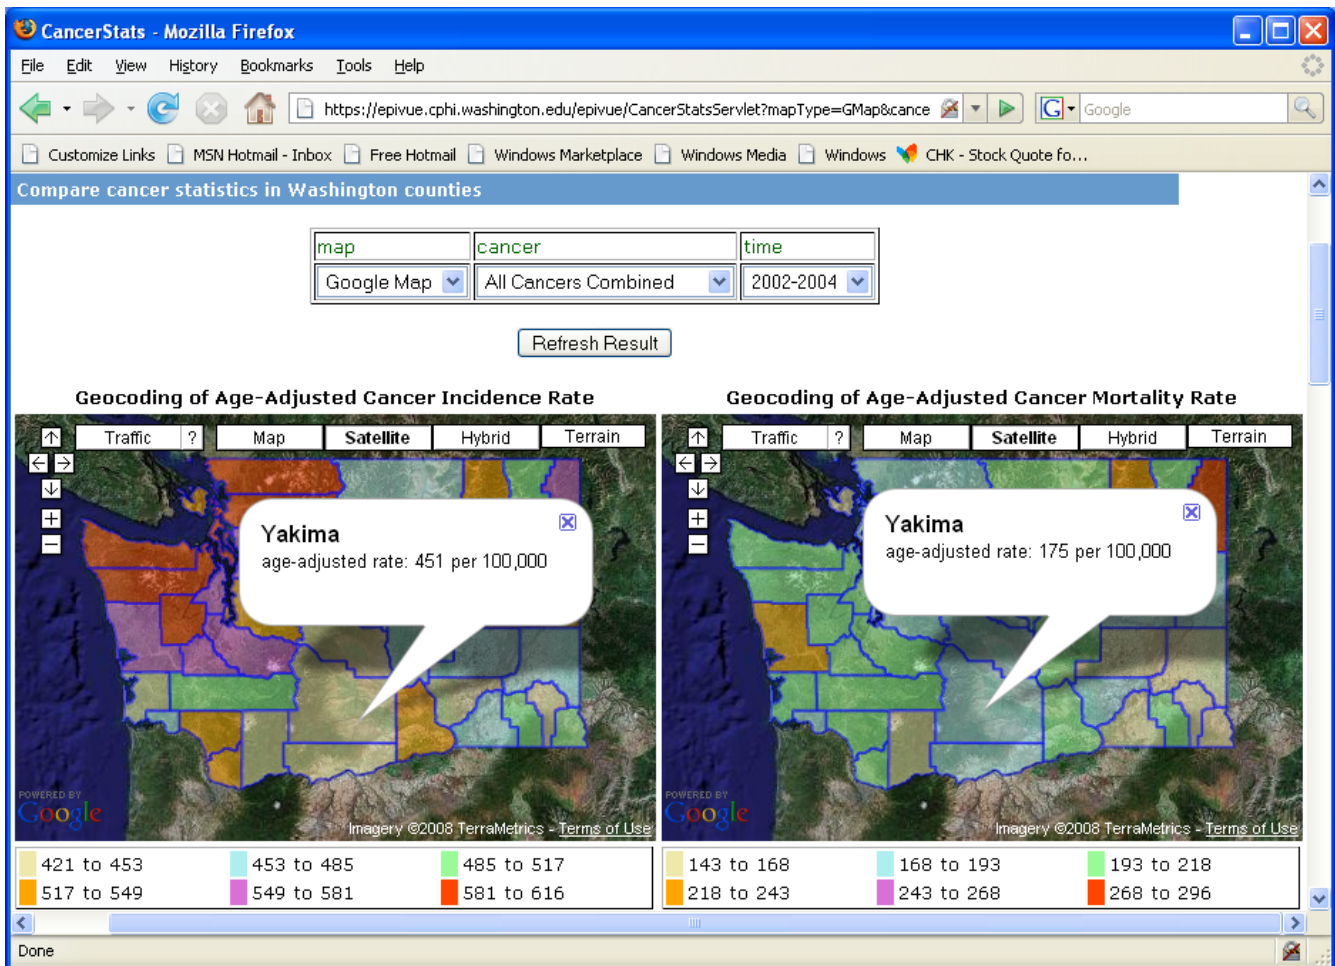 CancerStats - Mozilla Firefox
File Edit View History Bookmarks Tools Help
https://epivue.cphi.washington.edu/epivue/CancerStatsServlet?mapType=GMap&cance
G Google
Customize Links MSN Hotmail - Inbox Free Hotmail Windows Marketplace Windows Media Windows CHK - Stock Quote fo...
Compare cancer statistics in Washington counties
map cancer time
Google Map All Cancers Combined 2002-2004
Refresh Result
Geocoding of Age-Adjusted Cancer Incidence Rate
Traffic ? Map Satellite Hybrid Terrain
Yakima
age-adjusted rate: 451 per 100,000
POWERED BY
Google
Imagery ©2008 TerraMetrics - Terms of Use
421 to 453 453 to 485 485 to 517
517 to 549 549 to 581 581 to 616
Geocoding of Age-Adjusted Cancer Mortality Rate
Traffic ? Map Satellite Hybrid Terrain
Yakima
age-adjusted rate: 175 per 100,000
POWERED BY
Google
Imagery ©2008 TerraMetrics - Terms of Use
143 to 168 168 to 193 193 to 218
218 to 243 243 to 268 268 to 296
Done